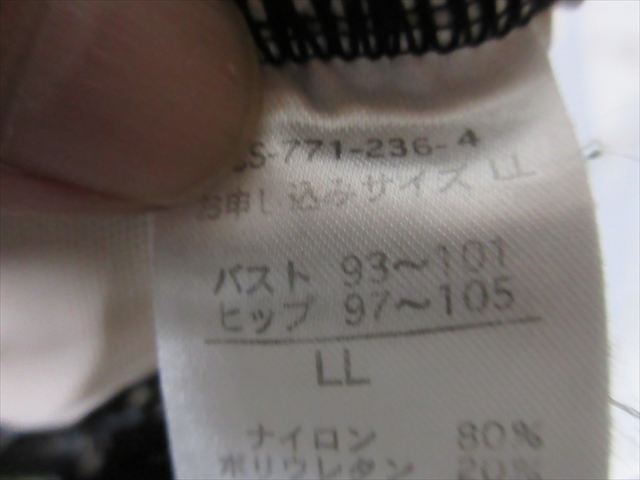 S-771-236-4
お申し込みサイズ LL
バスト 93～101
ヒップ 97～105
LL
ナイロン 80%
ポリウレタン 20%